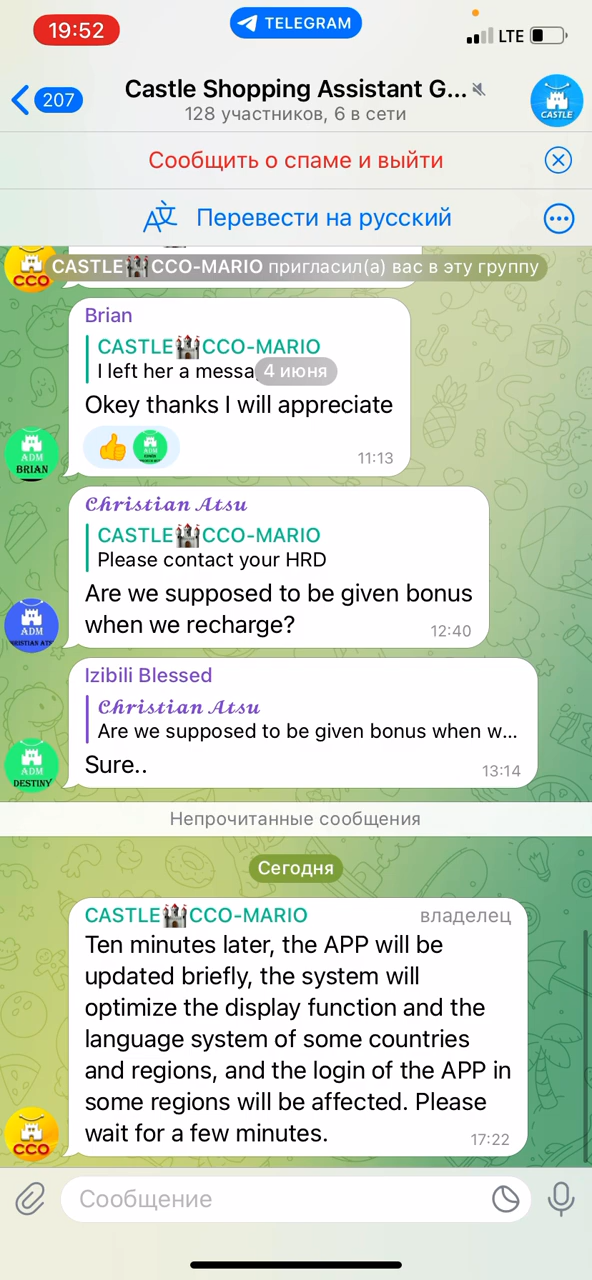 19:52
TELEGRAM
LTE
207
Castle Shopping Assistant G...
128 участников, 6 в сети
CASTLE
Сообщить о спаме и выйти
Перевести на русский
CCO
CASTLE🏰CCO-MARIO пригласил(а) вас в эту группу
Brian
CASTLE🏰CCO-MARIO
I left her a messa
4 июня
Okey thanks I will appreciate
👍
11:13
ADM
BRIAN
Christian Atsu
CASTLE🏰CCO-MARIO
Please contact your HRD
Are we supposed to be given bonus
when we recharge?
12:40
ADM
Izibili Blessed
Christian Atsu
Are we supposed to be given bonus when w...
Sure..
13:14
ADM
DESTINY
Непрочитанные сообщения
Сегодня
CASTLE🏰CCO-MARIO владелец
Ten minutes later, the APP will be
updated briefly, the system will
optimize the display function and the
language system of some countries
and regions, and the login of the APP in
some regions will be affected. Please
wait for a few minutes.
17:22
CCO
Сообщение